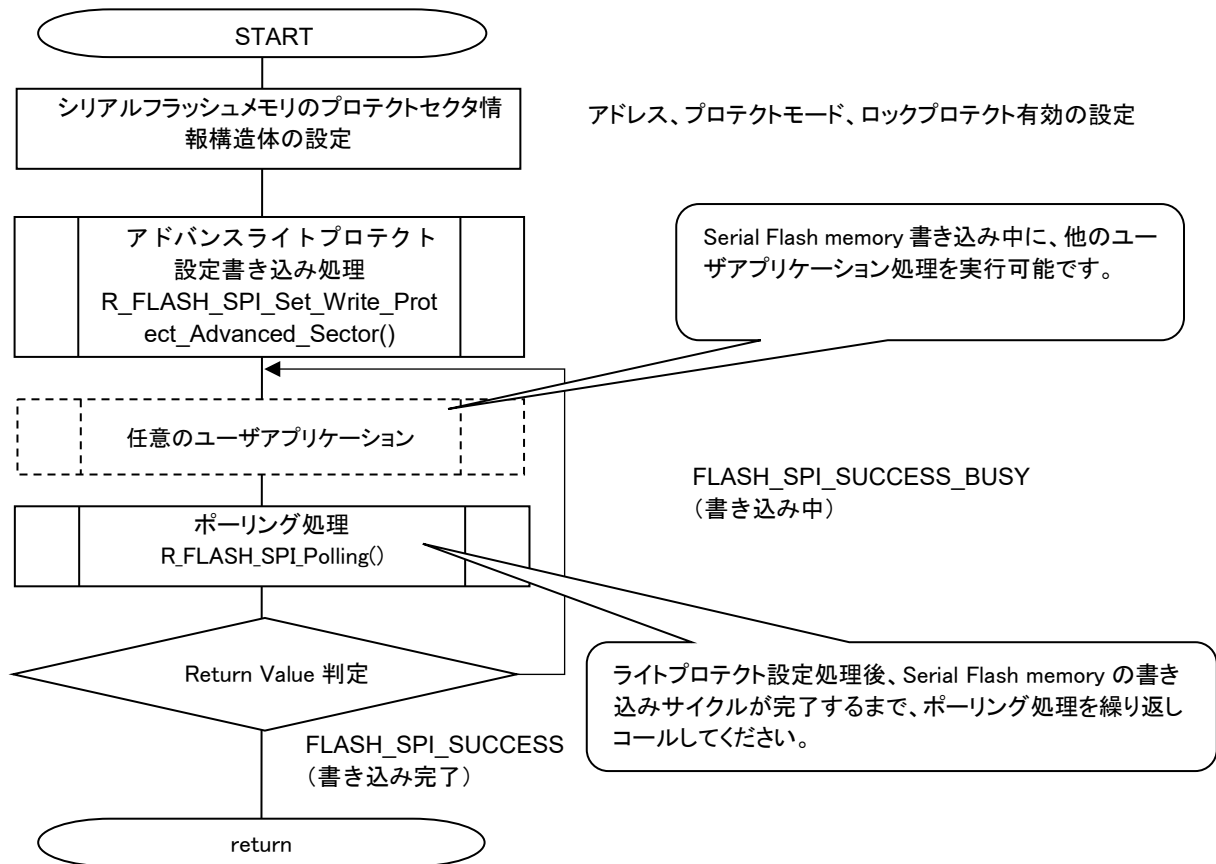 START
シリアルフラッシュメモリのプロテクトセクタ情
報構造体の設定
アドレス、プロテクトモード、ロックプロテクト有効の設定
アドバンスライトプロテクト
設定書き込み処理
R_FLASH_SPI_Set_Write_Prot
ect_Advanced_Sector()
Serial Flash memory 書き込み中に、他のユー
ザアプリケーション処理を実行可能です。
任意のユーザアプリケーション
FLASH_SPI_SUCCESS_BUSY
（書き込み中）
ポーリング処理
R_FLASH_SPI_Polling()
Return Value 判定
ライトプロテクト設定処理後、Serial Flash memory の書き
込みサイクルが完了するまで、ポーリング処理を繰り返し
コールしてください。
FLASH_SPI_SUCCESS
（書き込み完了）
return